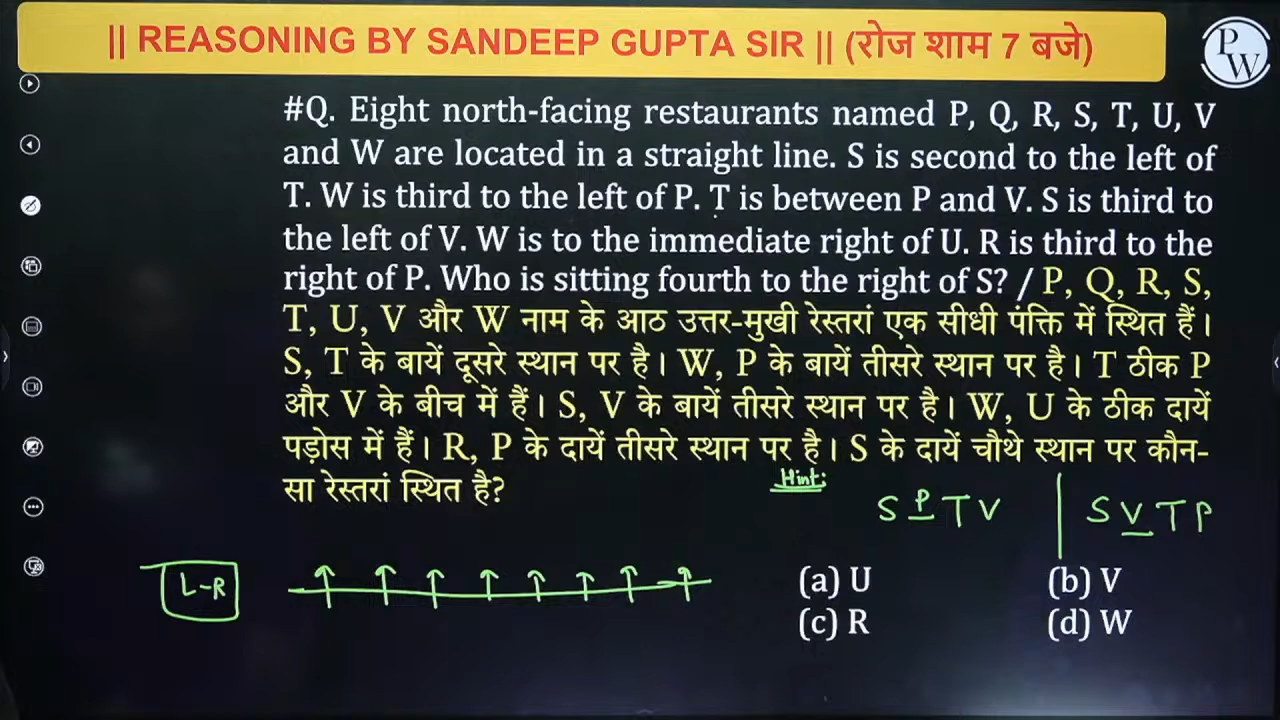 || REASONING BY SANDEEP GUPTA SIR || (रोज शाम 7 बजे)
PW
#Q. Eight north-facing restaurants named P, Q, R, S, T, U, V
and W are located in a straight line. S is second to the left of
T. W is third to the left of P. T is between P and V. S is third to
the left of V. W is to the immediate right of U. R is third to the
right of P. Who is sitting fourth to the right of S? / P, Q, R, S,
T, U, V और W नाम के आठ उत्तर-मुखी रेस्तरां एक सीधी पंक्ति में स्थित हैं।
S, T के बायें दूसरे स्थान पर है। W, P के बायें तीसरे स्थान पर है। T ठीक P
और V के बीच में हैं। S, V के बायें तीसरे स्थान पर है। W, U के ठीक दायें
पड़ोस में हैं। R, P के दायें तीसरे स्थान पर है। S के दायें चौथे स्थान पर कौन-
सा रेस्तरां स्थित है?
Hint:
S P T V | S V T P
L-R
(a) U (b) V
(c) R (d) W